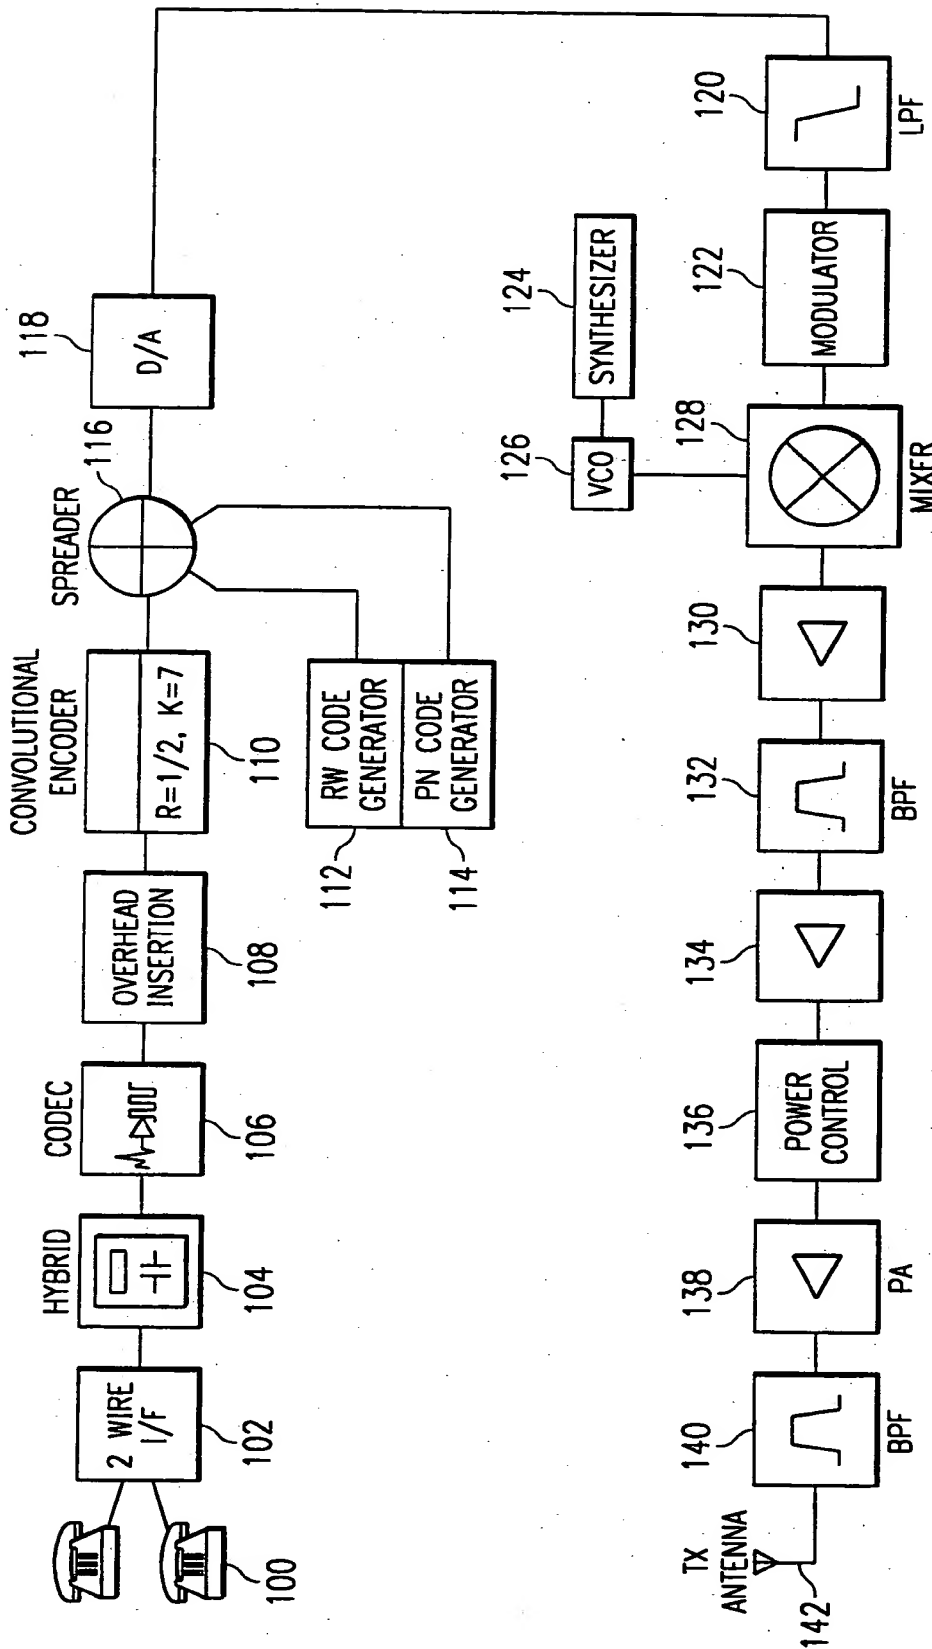 100
2 WIRE
I/F
102
HYBRID
104
CODEC
106
OVERHEAD
INSERTION
108
CONVOLUTIONAL
ENCODER
R=1/2, K=7
110
RW CODE
GENERATOR
112
PN CODE
GENERATOR
114
SPREADER
116
D/A
118
120
LPF
MODULATOR
122
SYNTHESIZER
124
VCO
126
128
MIXER
130
132
BPF
134
POWER
CONTROL
136
138
PA
140
BPF
TX
ANTENNA
142